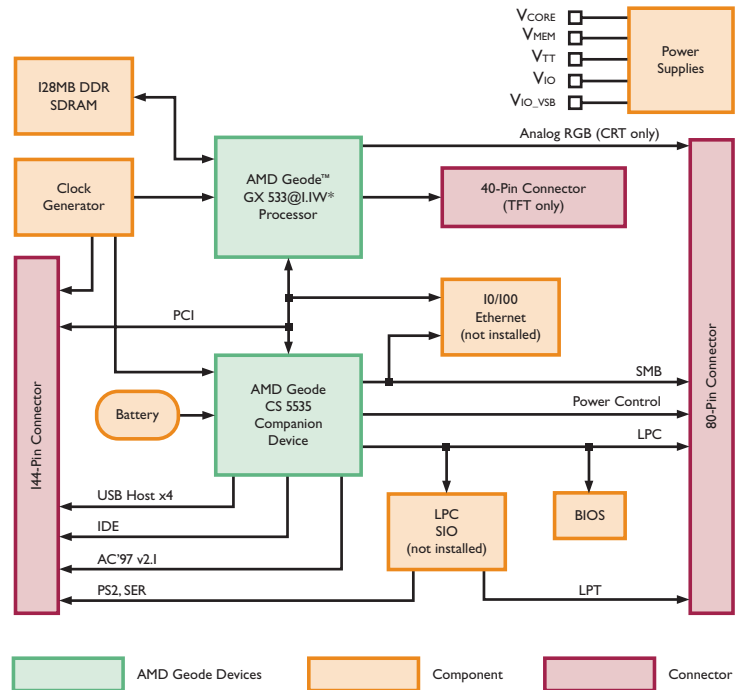 VCORE
VMEM
VTT
VIO
VIO_VSB
Power
Supplies
128MB DDR
SDRAM
Analog RGB (CRT only)
AMD Geode™
GX 533@1.1W*
Processor
Clock
Generator
40-Pin Connector
(TFT only)
10/100
Ethernet
(not installed)
PCI
AMD Geode
CS 5535
Companion
Device
Battery
SMB
Power Control
LPC
144-Pin Connector
80-Pin Connector
USB Host x4
IDE
AC'97 v2.1
PS2, SER
LPC
SIO
(not installed)
BIOS
LPT
AMD Geode Devices
Component
Connector